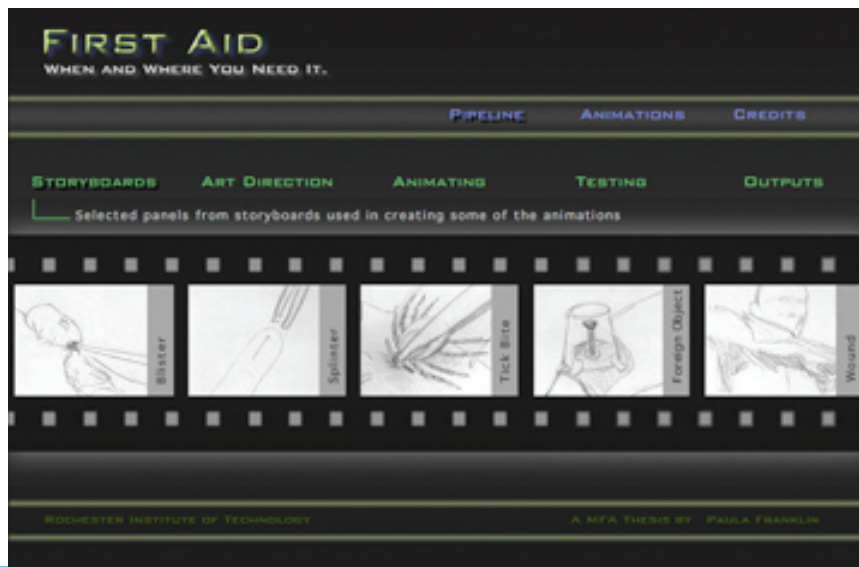 First Aid
When and Where You Need It.
Pipeline Animations Credits
Storyboards Art Direction Animating Testing Outputs
Selected panels from storyboards used in creating some of the animations
Blister
Splinter
Tick Bite
Foreign Object
Wound
Rochester Institute of Technology A MFA Thesis by Paula Franklin